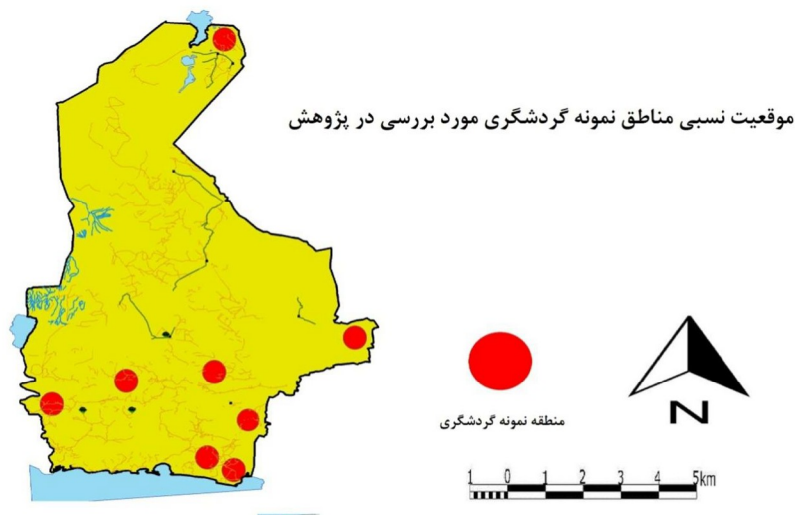 موقعیت نسبی مناطق نمونه گردشگری مورد بررسی در پژوهش
منطقه نمونه گردشگری
N
1 0 1 2 3 4 5km